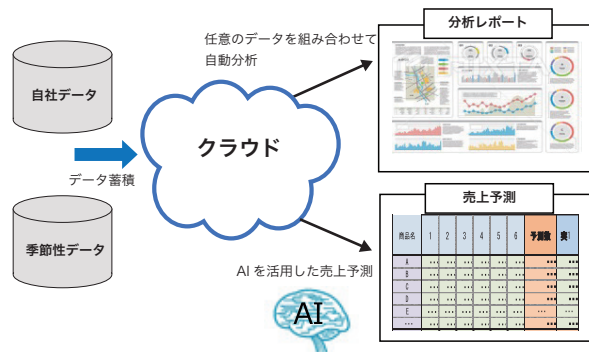 分析レポート
任意のデータを組み合わせて
自動分析
自社データ
クラウド
データ蓄積
売上予測
商品名 1 2 3 4 5 6 予測数
A … … … … … … … …
B … … … … … … … …
C … … … … … … … …
D … … … … … … … …
E … … … … … … … …
… … … … … … … … …
季節性データ
AIを活用した売上予測
AI